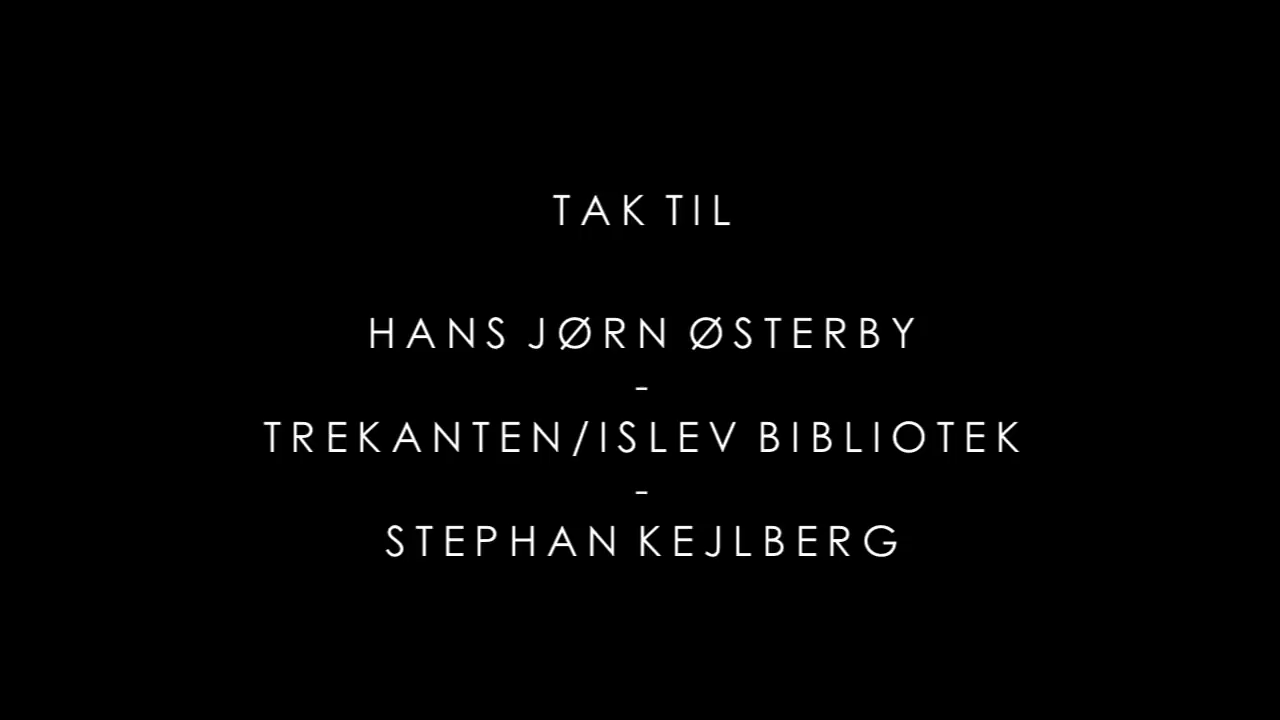 TAK TIL
HANS JØRN ØSTERBY
-
TREKANTEN/ISLEV BIBLIOTEK
-
STEPHAN KEJLBERG